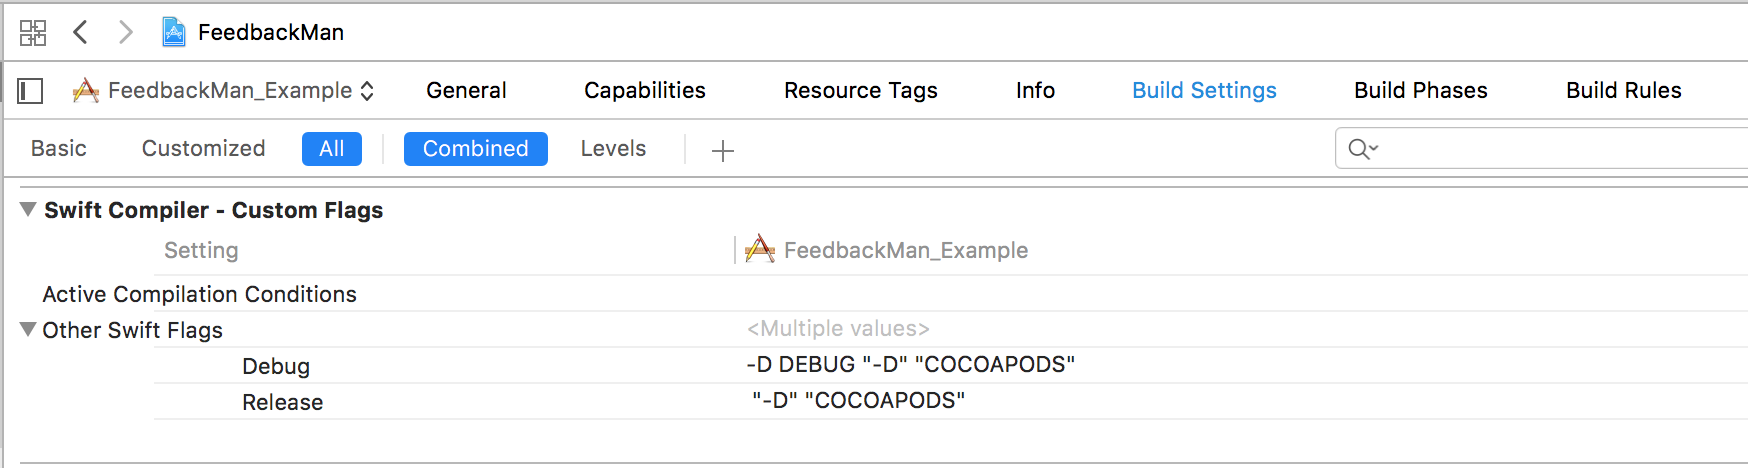 FeedbackMan
FeedbackMan_Example General Capabilities Resource Tags Info Build Settings Build Phases Build Rules
Basic Customized All Combined Levels
Swift Compiler - Custom Flags
Setting FeedbackMan_Example
Active Compilation Conditions
Other Swift Flags <Multiple values>
Debug -D DEBUG "-D" "COCOAPODS"
Release "-D" "COCOAPODS"